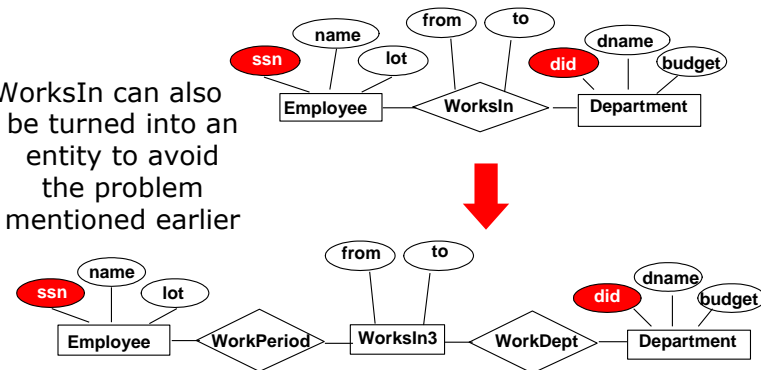 from
to
name
dname
ssn
lot
did
budget
Employee
WorksIn
Department
WorksIn can also
be turned into an
entity to avoid
the problem
mentioned earlier
from
to
name
dname
ssn
lot
did
budget
Employee
WorkPeriod
WorksIn3
WorkDept
Department